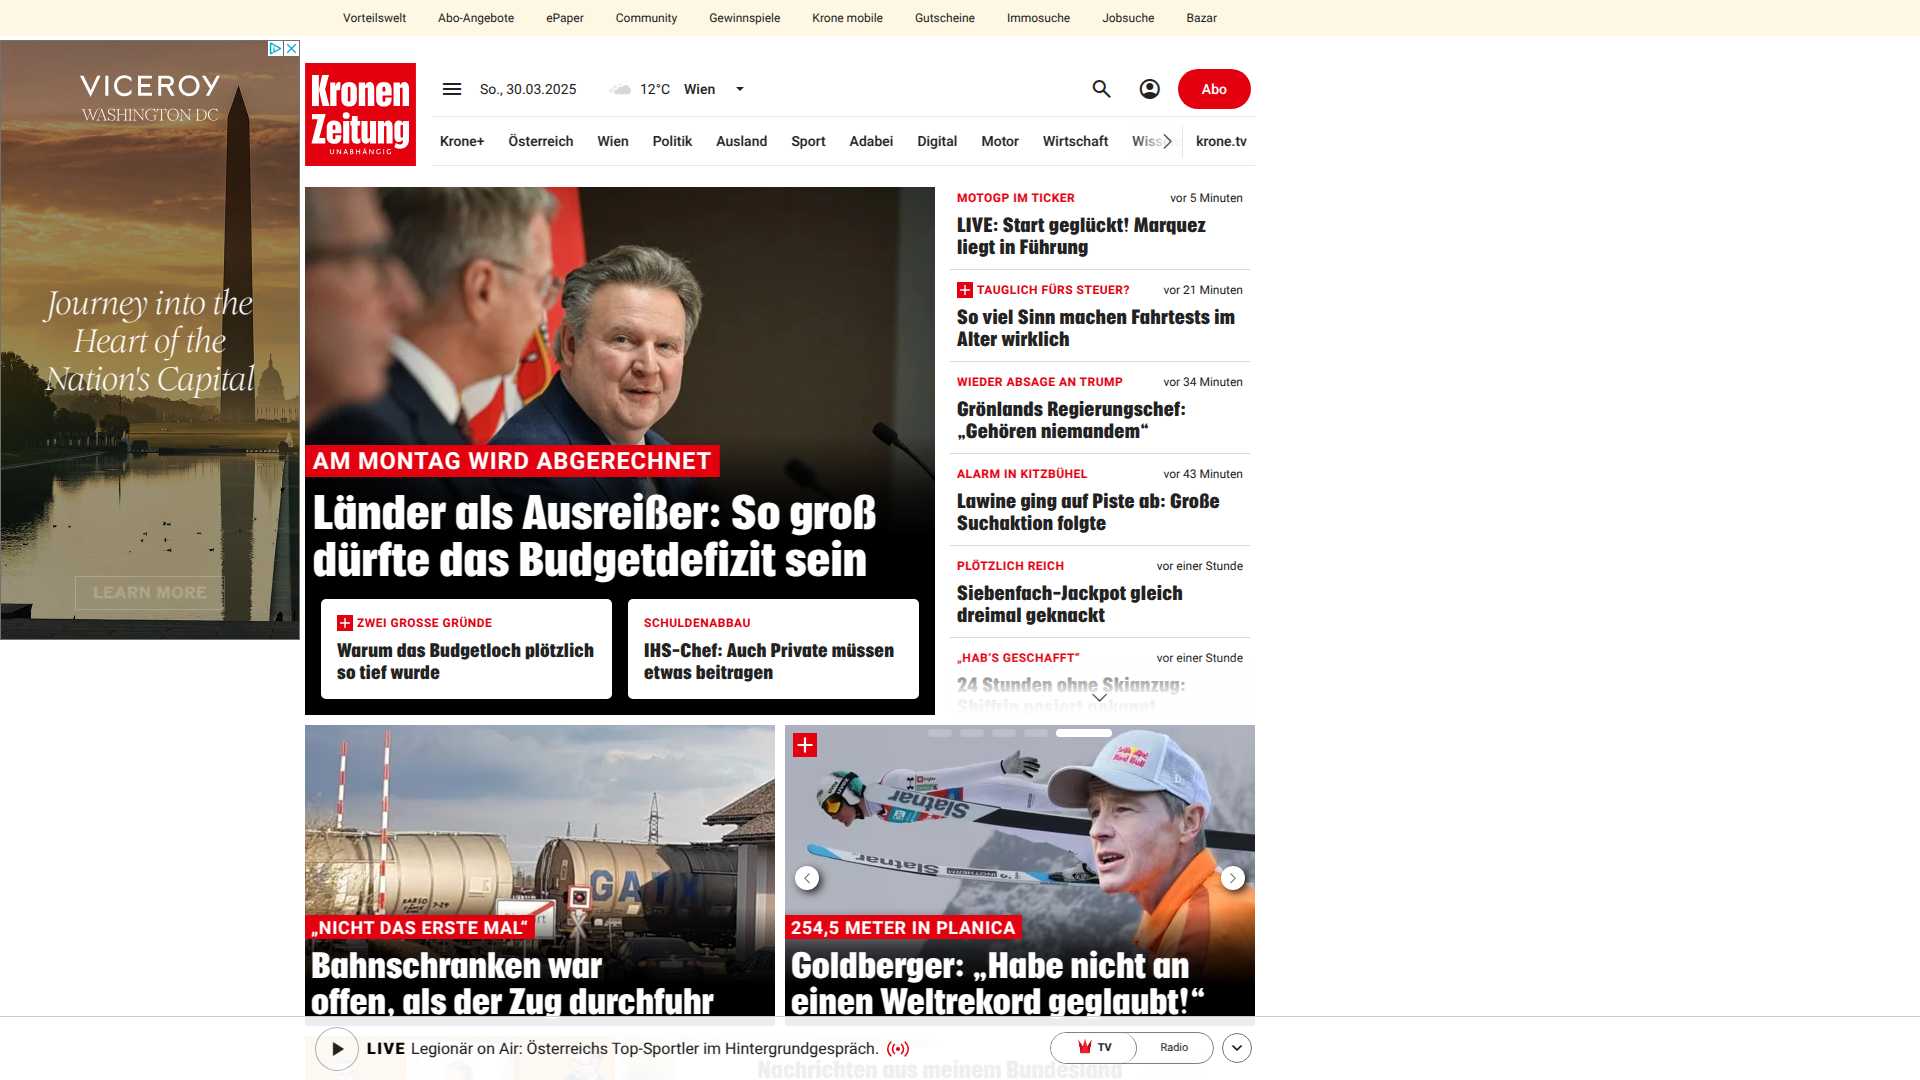 Vorteilswelt
Abo-Angebote
ePaper
Community
Gewinnspiele
Krone mobile
Gutscheine
Immosuche
Jobsuche
Bazar
VICEROY
WASHINGTON DC
Journey into the
Heart of the
Nation's Capital
LEARN MORE
Kronen
Zeitung
UNABHÄNGIG
So., 30.03.2025
12°C
Wien
Abo
Krone+
Österreich
Wien
Politik
Ausland
Sport
Adabei
Digital
Motor
Wirtschaft
Wiss
krone.tv
AM MONTAG WIRD ABGERECHNET
Länder als Ausreißer: So groß
dürfte das Budgetdefizit sein
ZWEI GROSSE GRÜNDE
Warum das Budgetloch plötzlich
so tief wurde
SCHULDENABBAU
IHS-Chef: Auch Private müssen
etwas beitragen
MOTOGP IM TICKER
vor 5 Minuten
LIVE: Start geglückt! Marquez
liegt in Führung
TAUGLICH FÜRS STEUER?
vor 21 Minuten
So viel Sinn machen Fahrtests im
Alter wirklich
WIEDER ABSAGE AN TRUMP
vor 34 Minuten
Grönlands Regierungschef:
„Gehören niemandem“
ALARM IN KITZBÜHEL
vor 43 Minuten
Lawine ging auf Piste ab: Große
Suchaktion folgte
PLÖTZLICH REICH
vor einer Stunde
Siebenfach-Jackpot gleich
dreimal geknackt
„HAB’S GESCHAFFT“
vor einer Stunde
24 Stunden ohne Skianzug:
Shiffrin posiert gekonnt
GATX
„NICHT DAS ERSTE MAL“
Bahnschranken war
offen, als der Zug durchfuhr
Slatnar
Slatnar
Red Bull
254,5 METER IN PLANICA
Goldberger: „Habe nicht an
einen Weltrekord geglaubt!“
LIVE Legionär on Air: Österreichs Top-Sportler im Hintergrundgespräch.
TV
Radio
Nachrichten aus meinem Bundesland